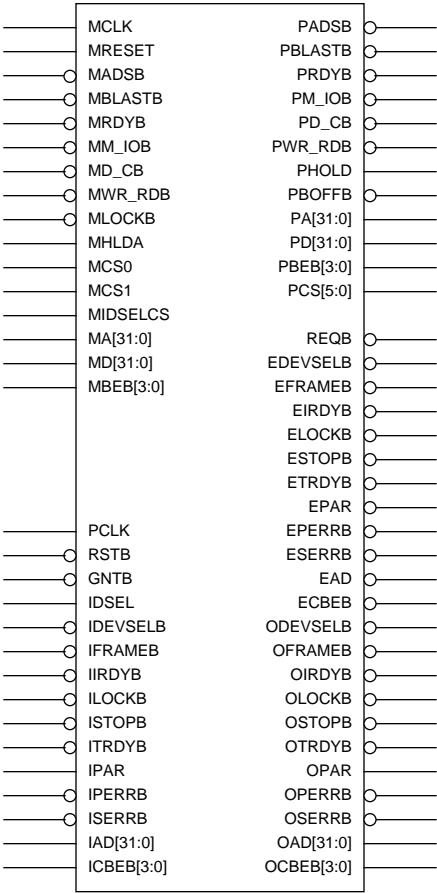 MCLK PADSB
MRESET PBLASTB
MADSB PRDYB
MBLASTB PM_IOB
MRDYB PD_CB
MM_IOB PWR_RDB
MD_CB PHOLD
MWR_RDB PBOFFB
MLOCKB PA[31:0]
MHLDA PD[31:0]
MCS0 PBEB[3:0]
MCS1 PCS[5:0]
MIDSELCS
MA[31:0] REQB
MD[31:0] EDEVSELB
MBEB[3:0] EFRAMEB
EIRDYB
ELOCKB
ESTOPB
ETRDYB
EPAR
PCLK EPERRB
RSTB ESERRB
GNTB EAD
IDSEL ECBEB
IDEVSELB ODEVSELB
IFRAMEB OFRAMEB
IIRDYB OIRDYB
ILOCKB OLOCKB
ISTOPB OSTOPB
ITRDYB OTRDYB
IPAR OPAR
IPERRB OPERRB
ISERRB OSERRB
IAD[31:0] OAD[31:0]
ICBEB[3:0] OCBEB[3:0]